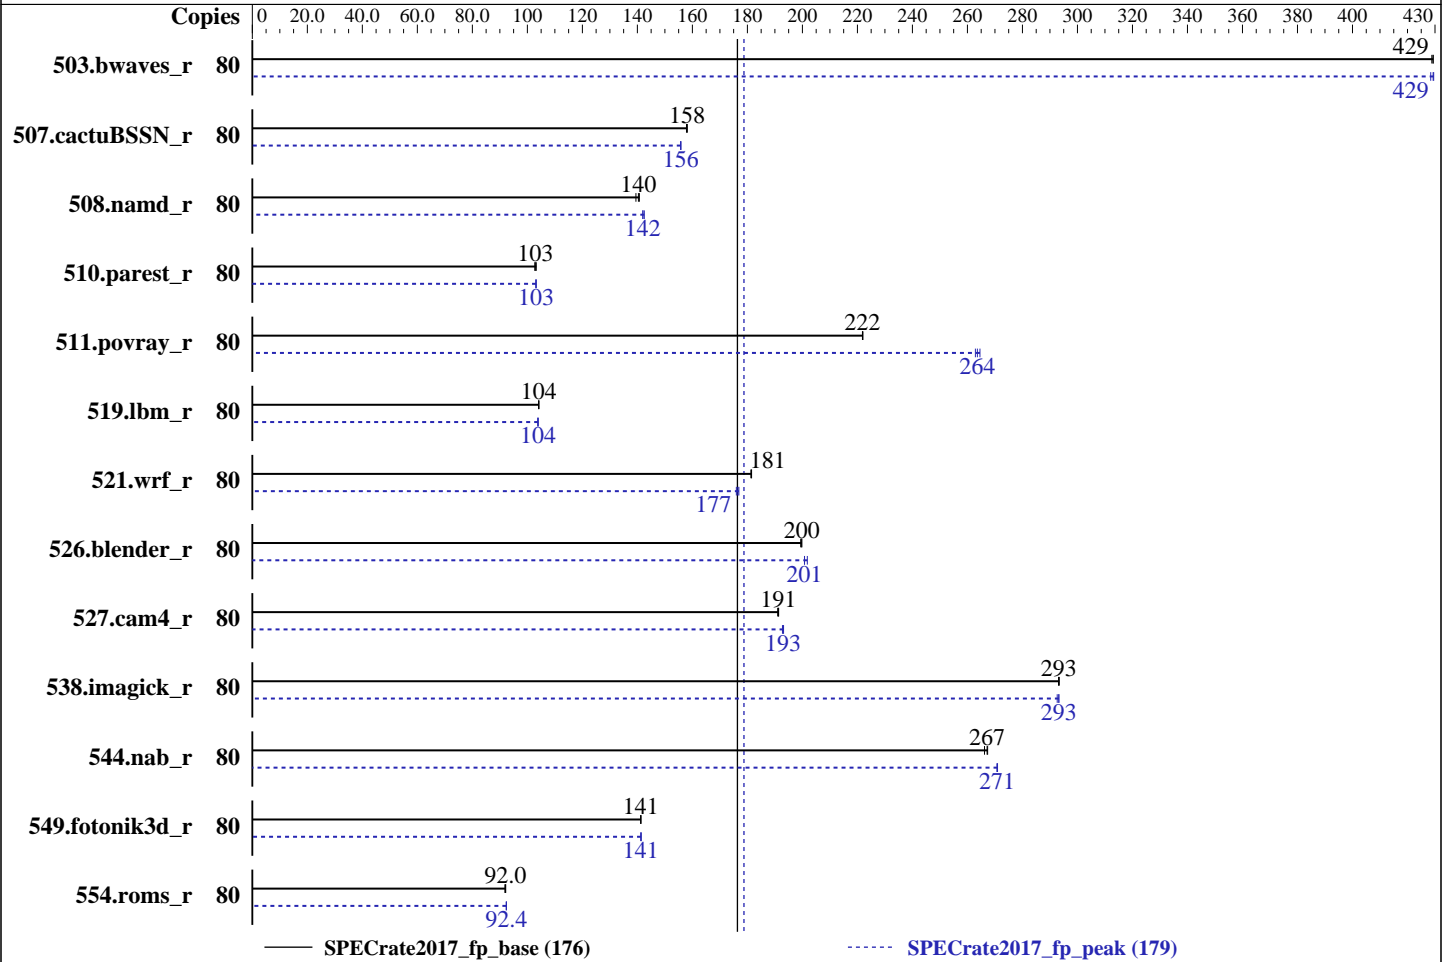 Copies 0 20.0 40.0 60.0 80.0 100 120 140 160 180 200 220 240 260 280 300 320 340 360 380 400 430
429
503.bwaves_r 80
429
158
507.cactuBSSN_r 80
156
140
508.namd_r 80
142
103
510.parest_r 80
103
222
511.povray_r 80
264
104
519.lbm_r 80
104
181
521.wrf_r 80
177
200
526.blender_r 80
201
191
527.cam4_r 80
193
293
538.imagick_r 80
293
267
544.nab_r 80
271
141
549.fotonik3d_r 80
141
92.0
554.roms_r 80
92.4
SPECrate2017_fp_base (176) SPECrate2017_fp_peak (179)